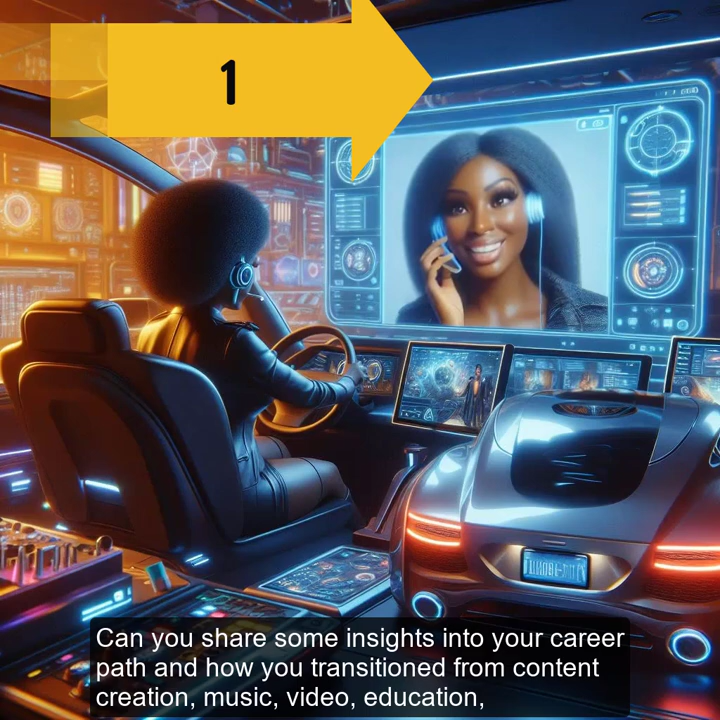 1
Can you share some insights into your career
path and how you transitioned from content
creation, music, video, education,